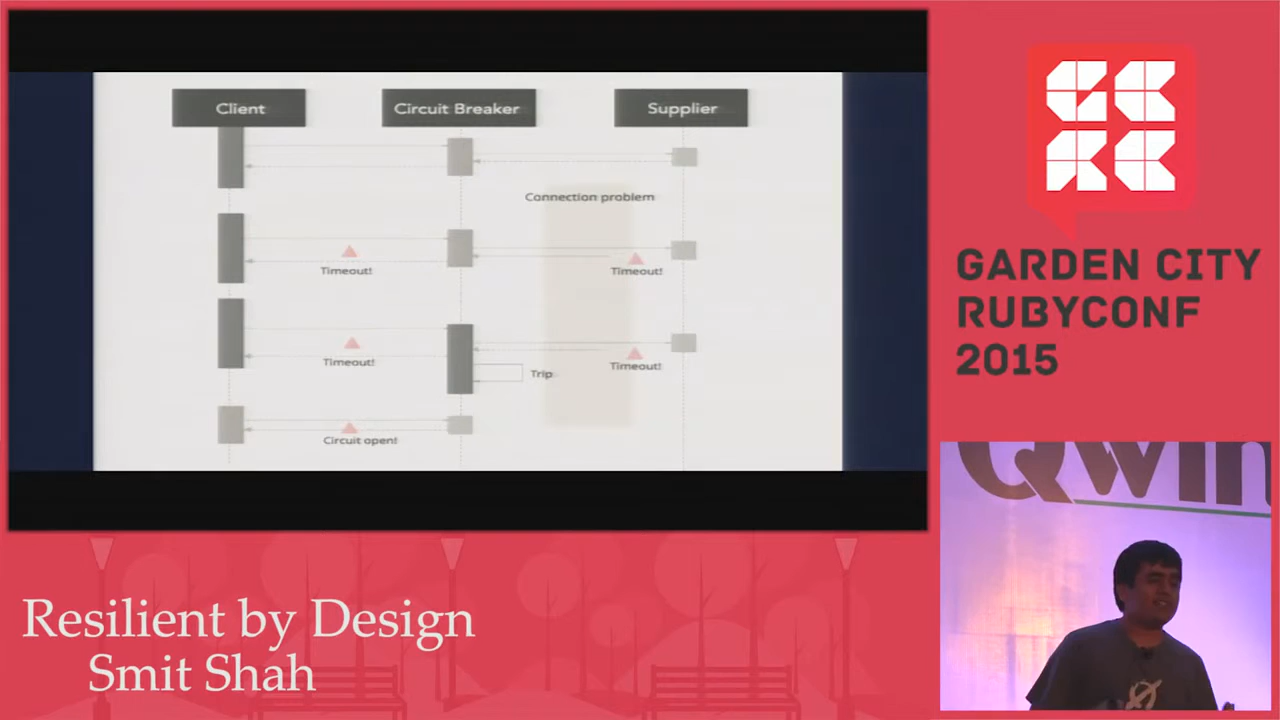 Client
Circuit Breaker
Supplier
Connection problem
Timeout!
Timeout!
Timeout!
Timeout!
Trip
Circuit open!
GARDEN CITY
RUBYCONF
2015
Qwin
Resilient by Design
Smit Shah